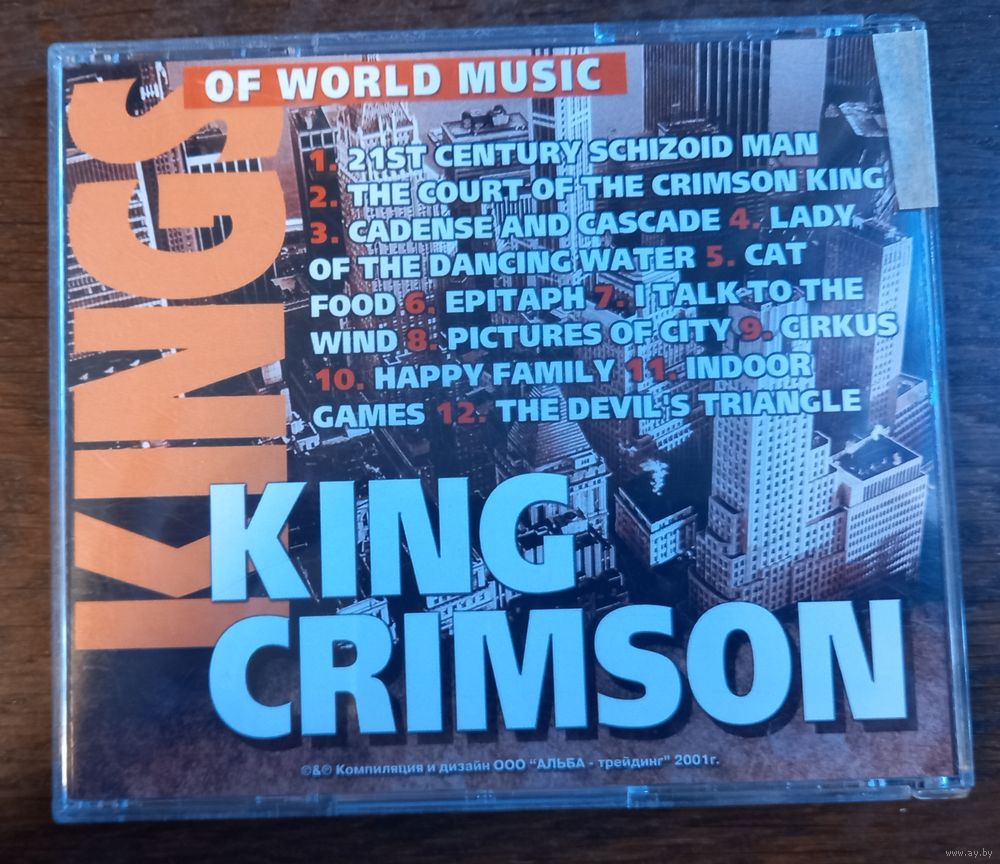 KINGS
OF WORLD MUSIC
1. 21ST CENTURY SCHIZOID MAN
2. THE COURT OF THE CRIMSON KING
3. CADENSE AND CASCADE 4. LADY
OF THE DANCING WATER 5. CAT
FOOD 6. EPITAPH 7. I TALK TO THE
WIND 8. PICTURES OF CITY 9. CIRKUS
10. HAPPY FAMILY 11. INDOOR
GAMES 12. THE DEVIL'S TRIANGLE
KING
CRIMSON
©&℗ Компиляция и дизайн ООО "АЛЬБА - трейдинг" 2001г.
www.ay.by